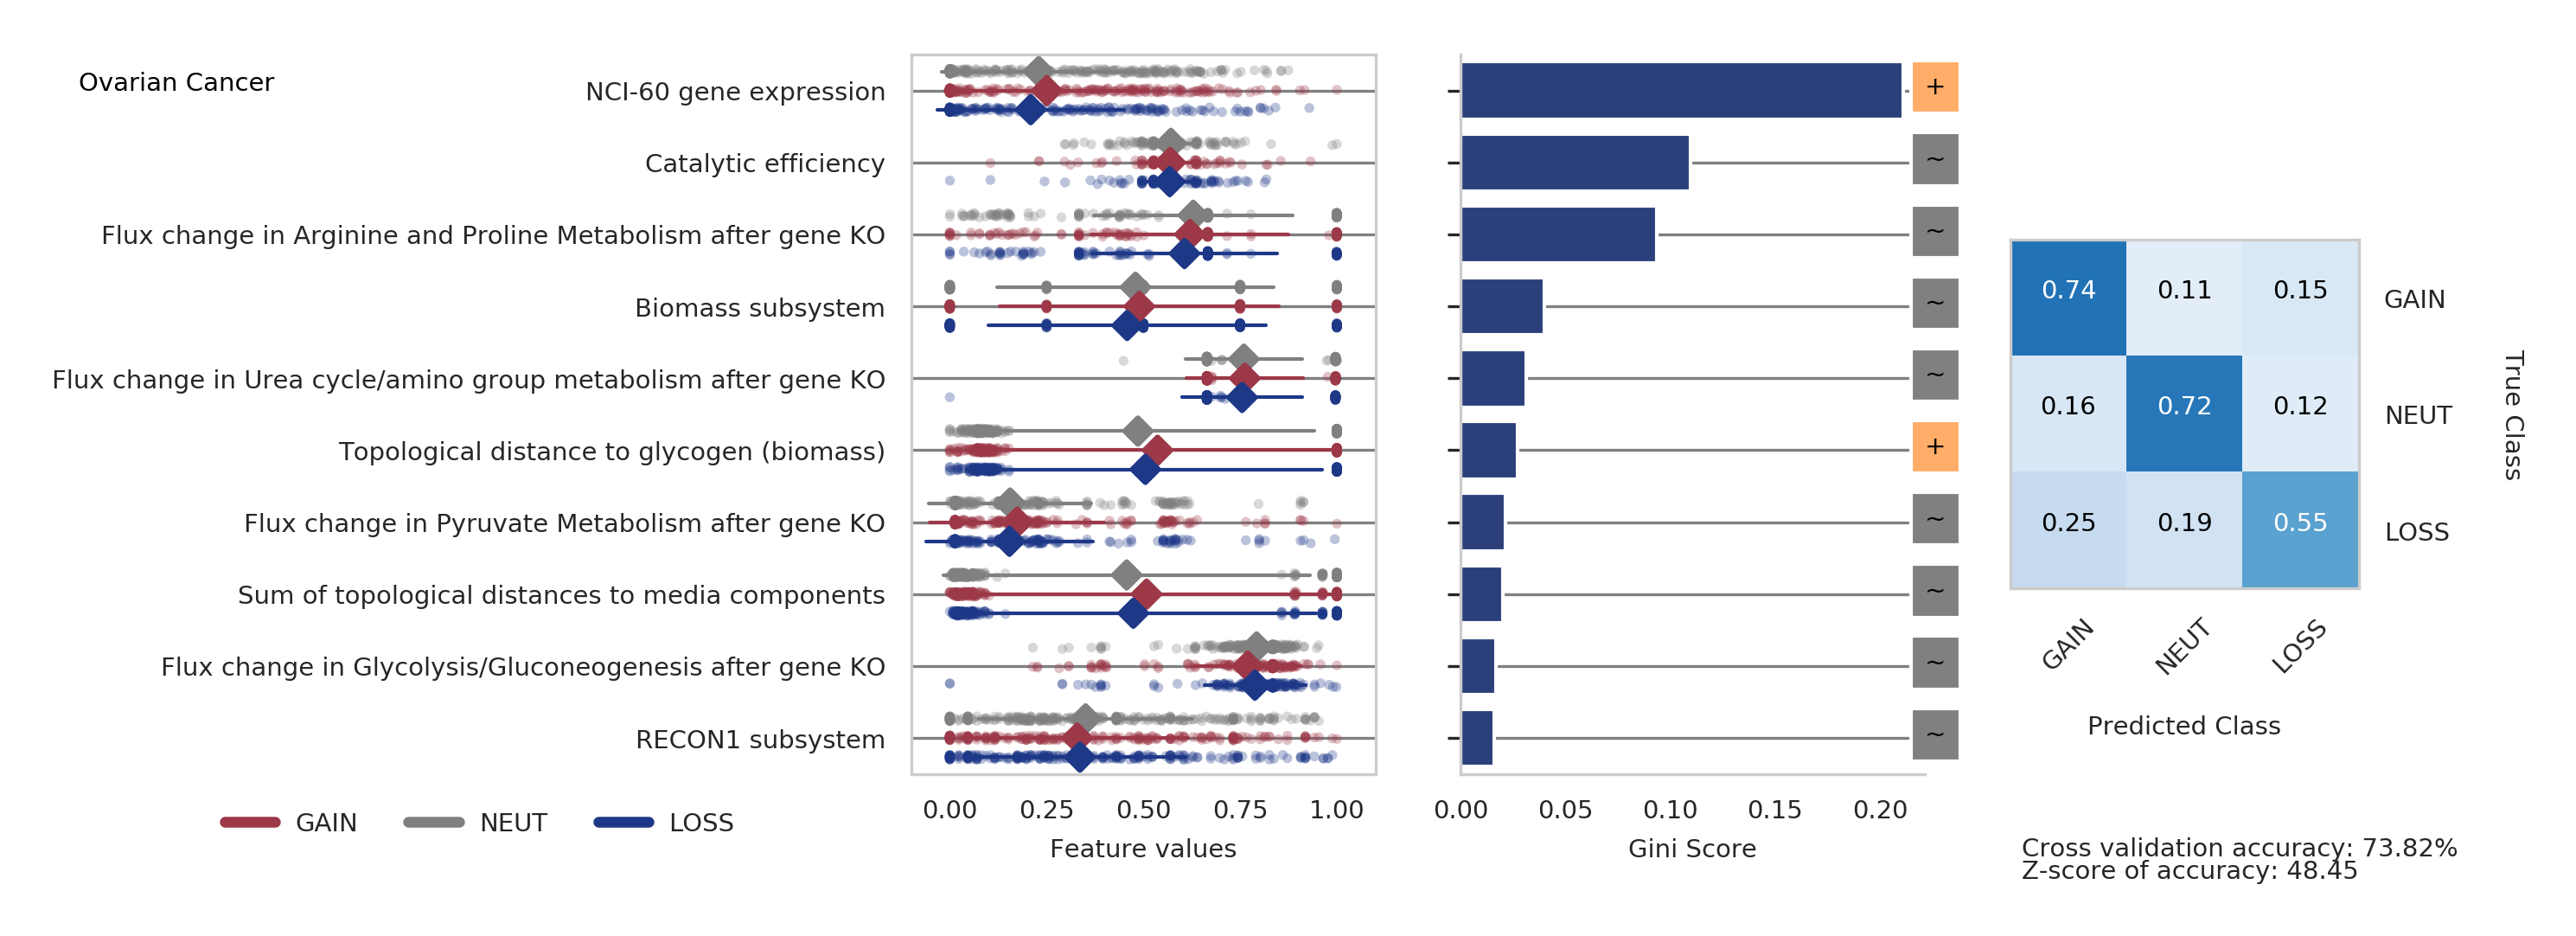 Ovarian Cancer
NCI-60 gene expression
Catalytic efficiency
Flux change in Arginine and Proline Metabolism after gene KO
Biomass subsystem
Flux change in Urea cycle/amino group metabolism after gene KO
Topological distance to glycogen (biomass)
Flux change in Pyruvate Metabolism after gene KO
Sum of topological distances to media components
Flux change in Glycolysis/Gluconeogenesis after gene KO
RECON1 subsystem
GAIN NEUT LOSS
0.00 0.25 0.50 0.75 1.00
Feature values
+
~
~
~
~
+
~
~
~
~
0.00 0.05 0.10 0.15 0.20
Gini Score
0.74 0.11 0.15 GAIN
0.16 0.72 0.12 NEUT
0.25 0.19 0.55 LOSS
True Class
GAIN NEUT LOSS
Predicted Class
Cross validation accuracy: 73.82%
Z-score of accuracy: 48.45